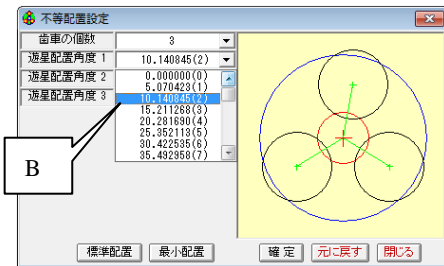 不等配置設定
歯車の個数 3
遊星配置角度 1 10.140845(2)
遊星配置角度 2 0.000000(0)
5.070423(1)
遊星配置角度 3 10.140845(2)
15.211268(3)
20.281690(4)
25.352113(5)
30.422535(6)
35.492958(7)
B
標準配置 最小配置 確定 元に戻す 閉じる